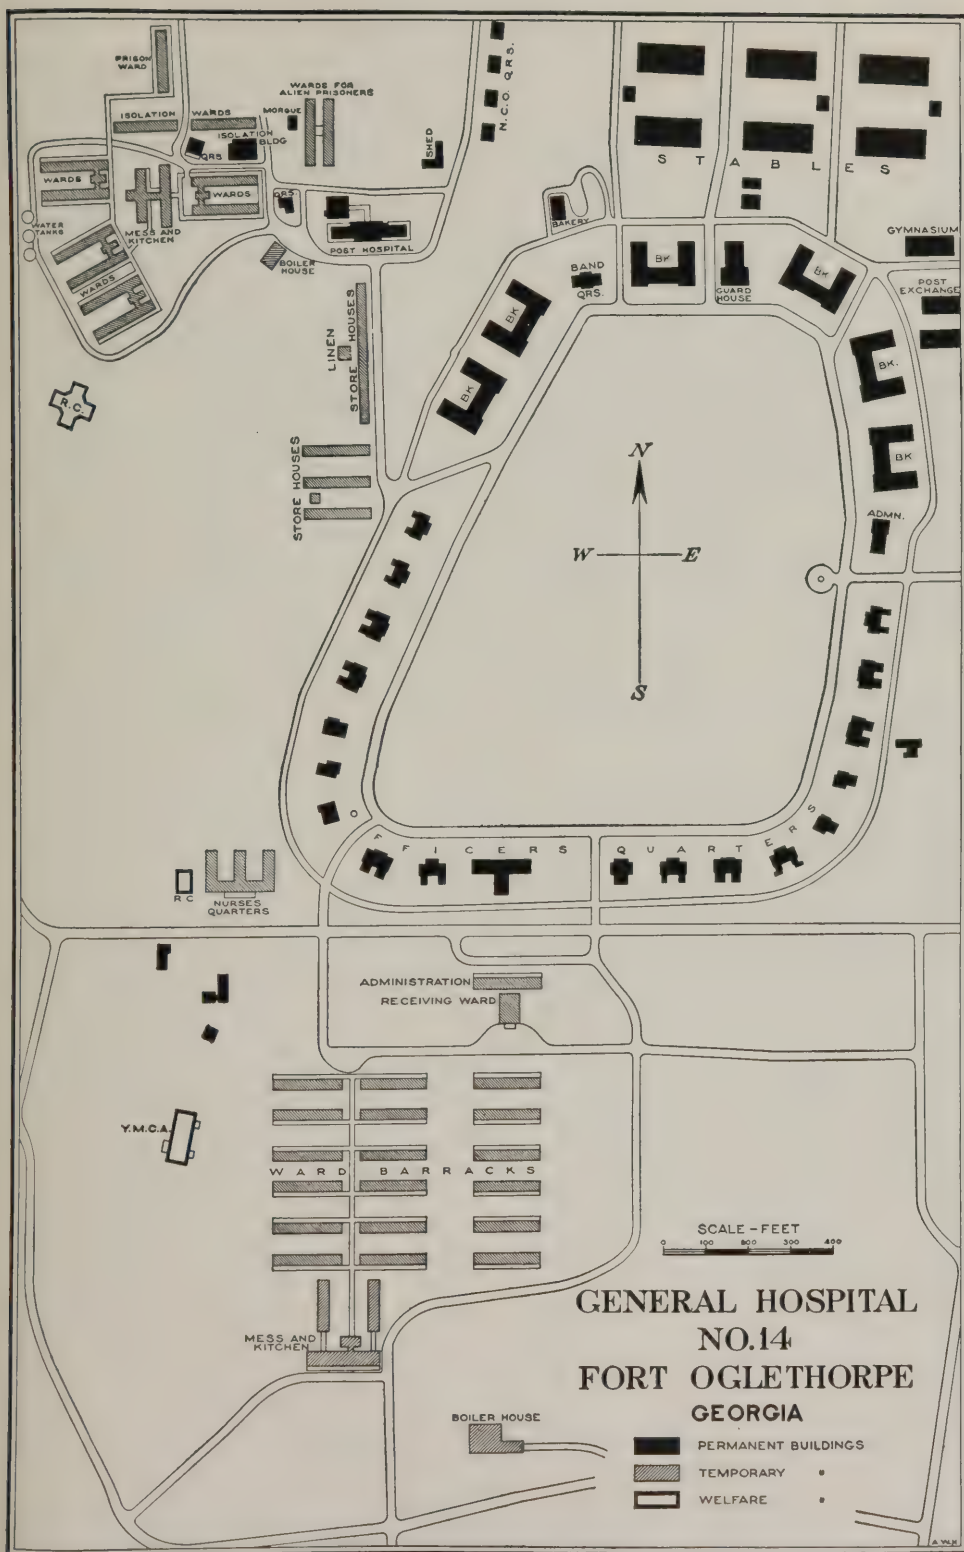 PRISON
WARD
ISOLATION
WARDS
WARDS FOR
ALIEN PRISONERS
MORGUE
ISOLATION
BLDG
QRS
SHED
N.C.O. QRS.
STABLES
WARDS
MESS AND
KITCHEN
WARDS
QRS
WATER
TANKS
WARDS
WARDS
BOILER
HOUSE
POST HOSPITAL
BAKERY
BAND
QRS.
BK
GUARD
HOUSE
BK
GYMNASIUM
POST
EXCHANGE
BK
BK
BK.
BK
LINEN
STORE HOUSES
R.C.
STORE HOUSES
ADMN.
N
W
E
S
OFFICERS QUARTERS
R C
NURSES
QUARTERS
ADMINISTRATION
RECEIVING WARD
Y.M.C.A.
WARD BARRACKS
MESS AND
KITCHEN
BOILER HOUSE
SCALE - FEET
0 100 200 300 400
GENERAL HOSPITAL
NO.14
FORT OGLETHORPE
GEORGIA
PERMANENT BUILDINGS
TEMPORARY "
WELFARE "